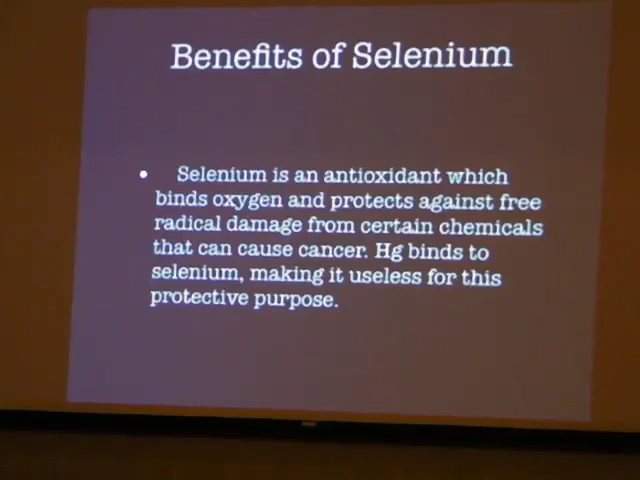 Benefits of Selenium
• Selenium is an antioxidant which
binds oxygen and protects against free
radical damage from certain chemicals
that can cause cancer. Hg binds to
selenium, making it useless for this
protective purpose.